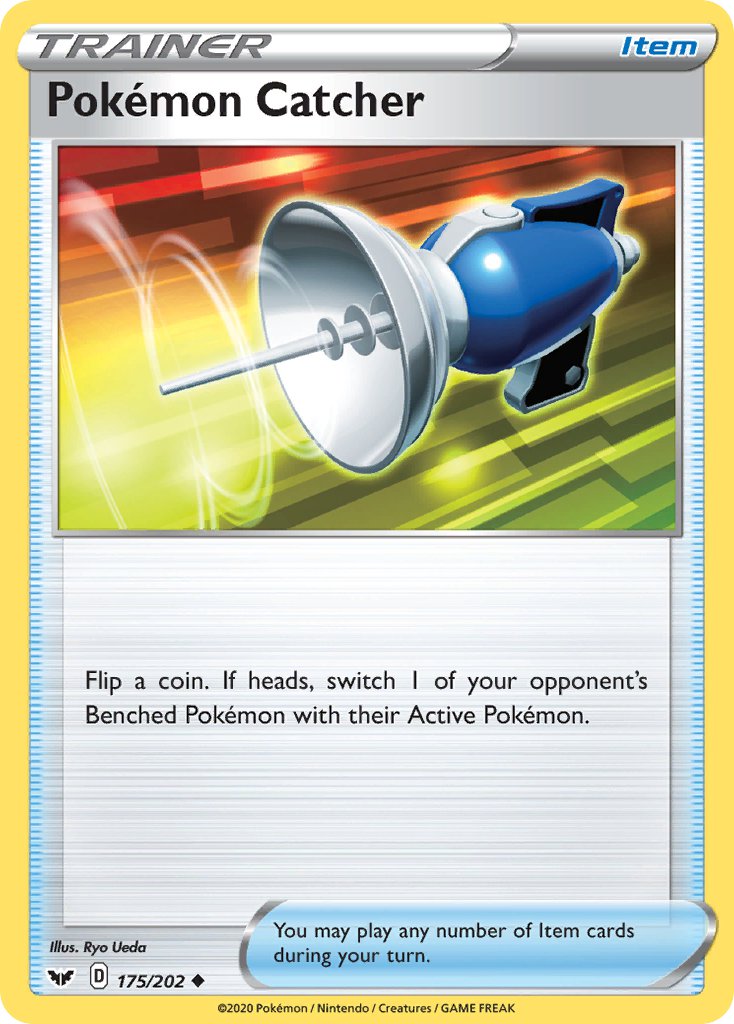 TRAINER
Item
Pokémon Catcher
Flip a coin. If heads, switch 1 of your opponent's
Benched Pokémon with their Active Pokémon.
Illus. Ryo Ueda
You may play any number of Item cards
during your turn.
D 175/202
©2020 Pokémon / Nintendo / Creatures / GAME FREAK